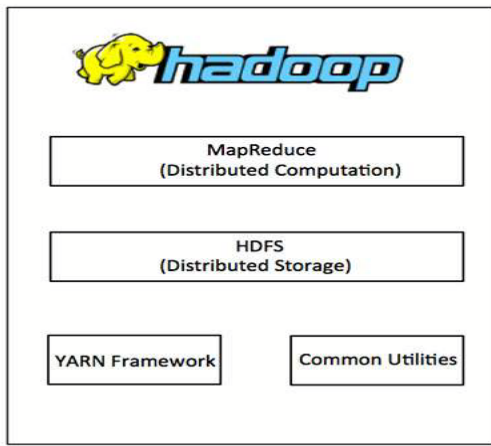 hadoop
MapReduce
(Distributed Computation)
HDFS
(Distributed Storage)
YARN Framework
Common Utilities